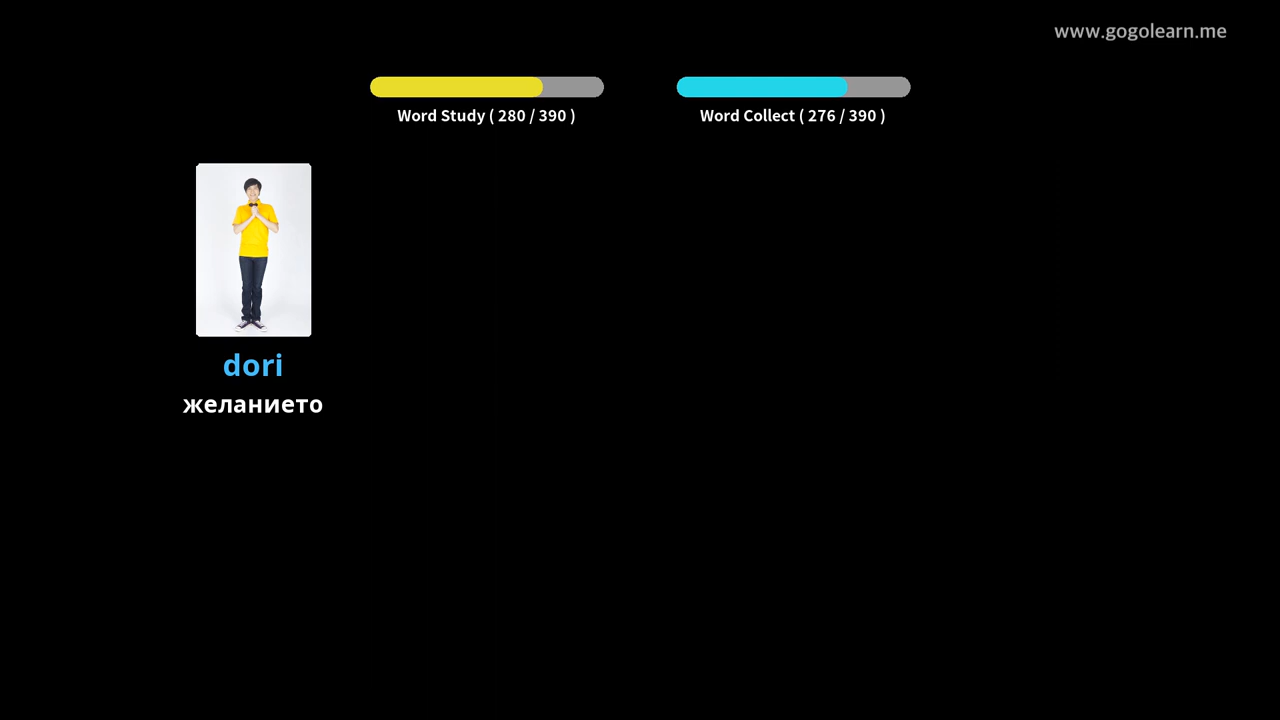 www.gogolearn.me
Word Study ( 280 / 390 )
Word Collect ( 276 / 390 )
dori
желанието